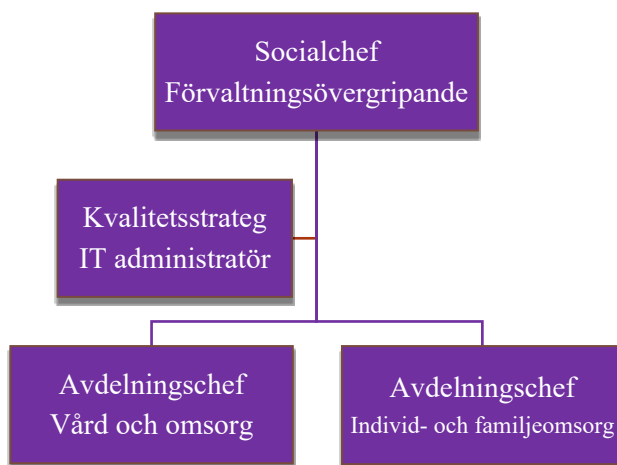 Socialchef
Förvaltningsövergripande
Kvalitetsstrateg
IT administratör
Avdelningschef
Vård och omsorg
Avdelningschef
Individ- och familjeomsorg